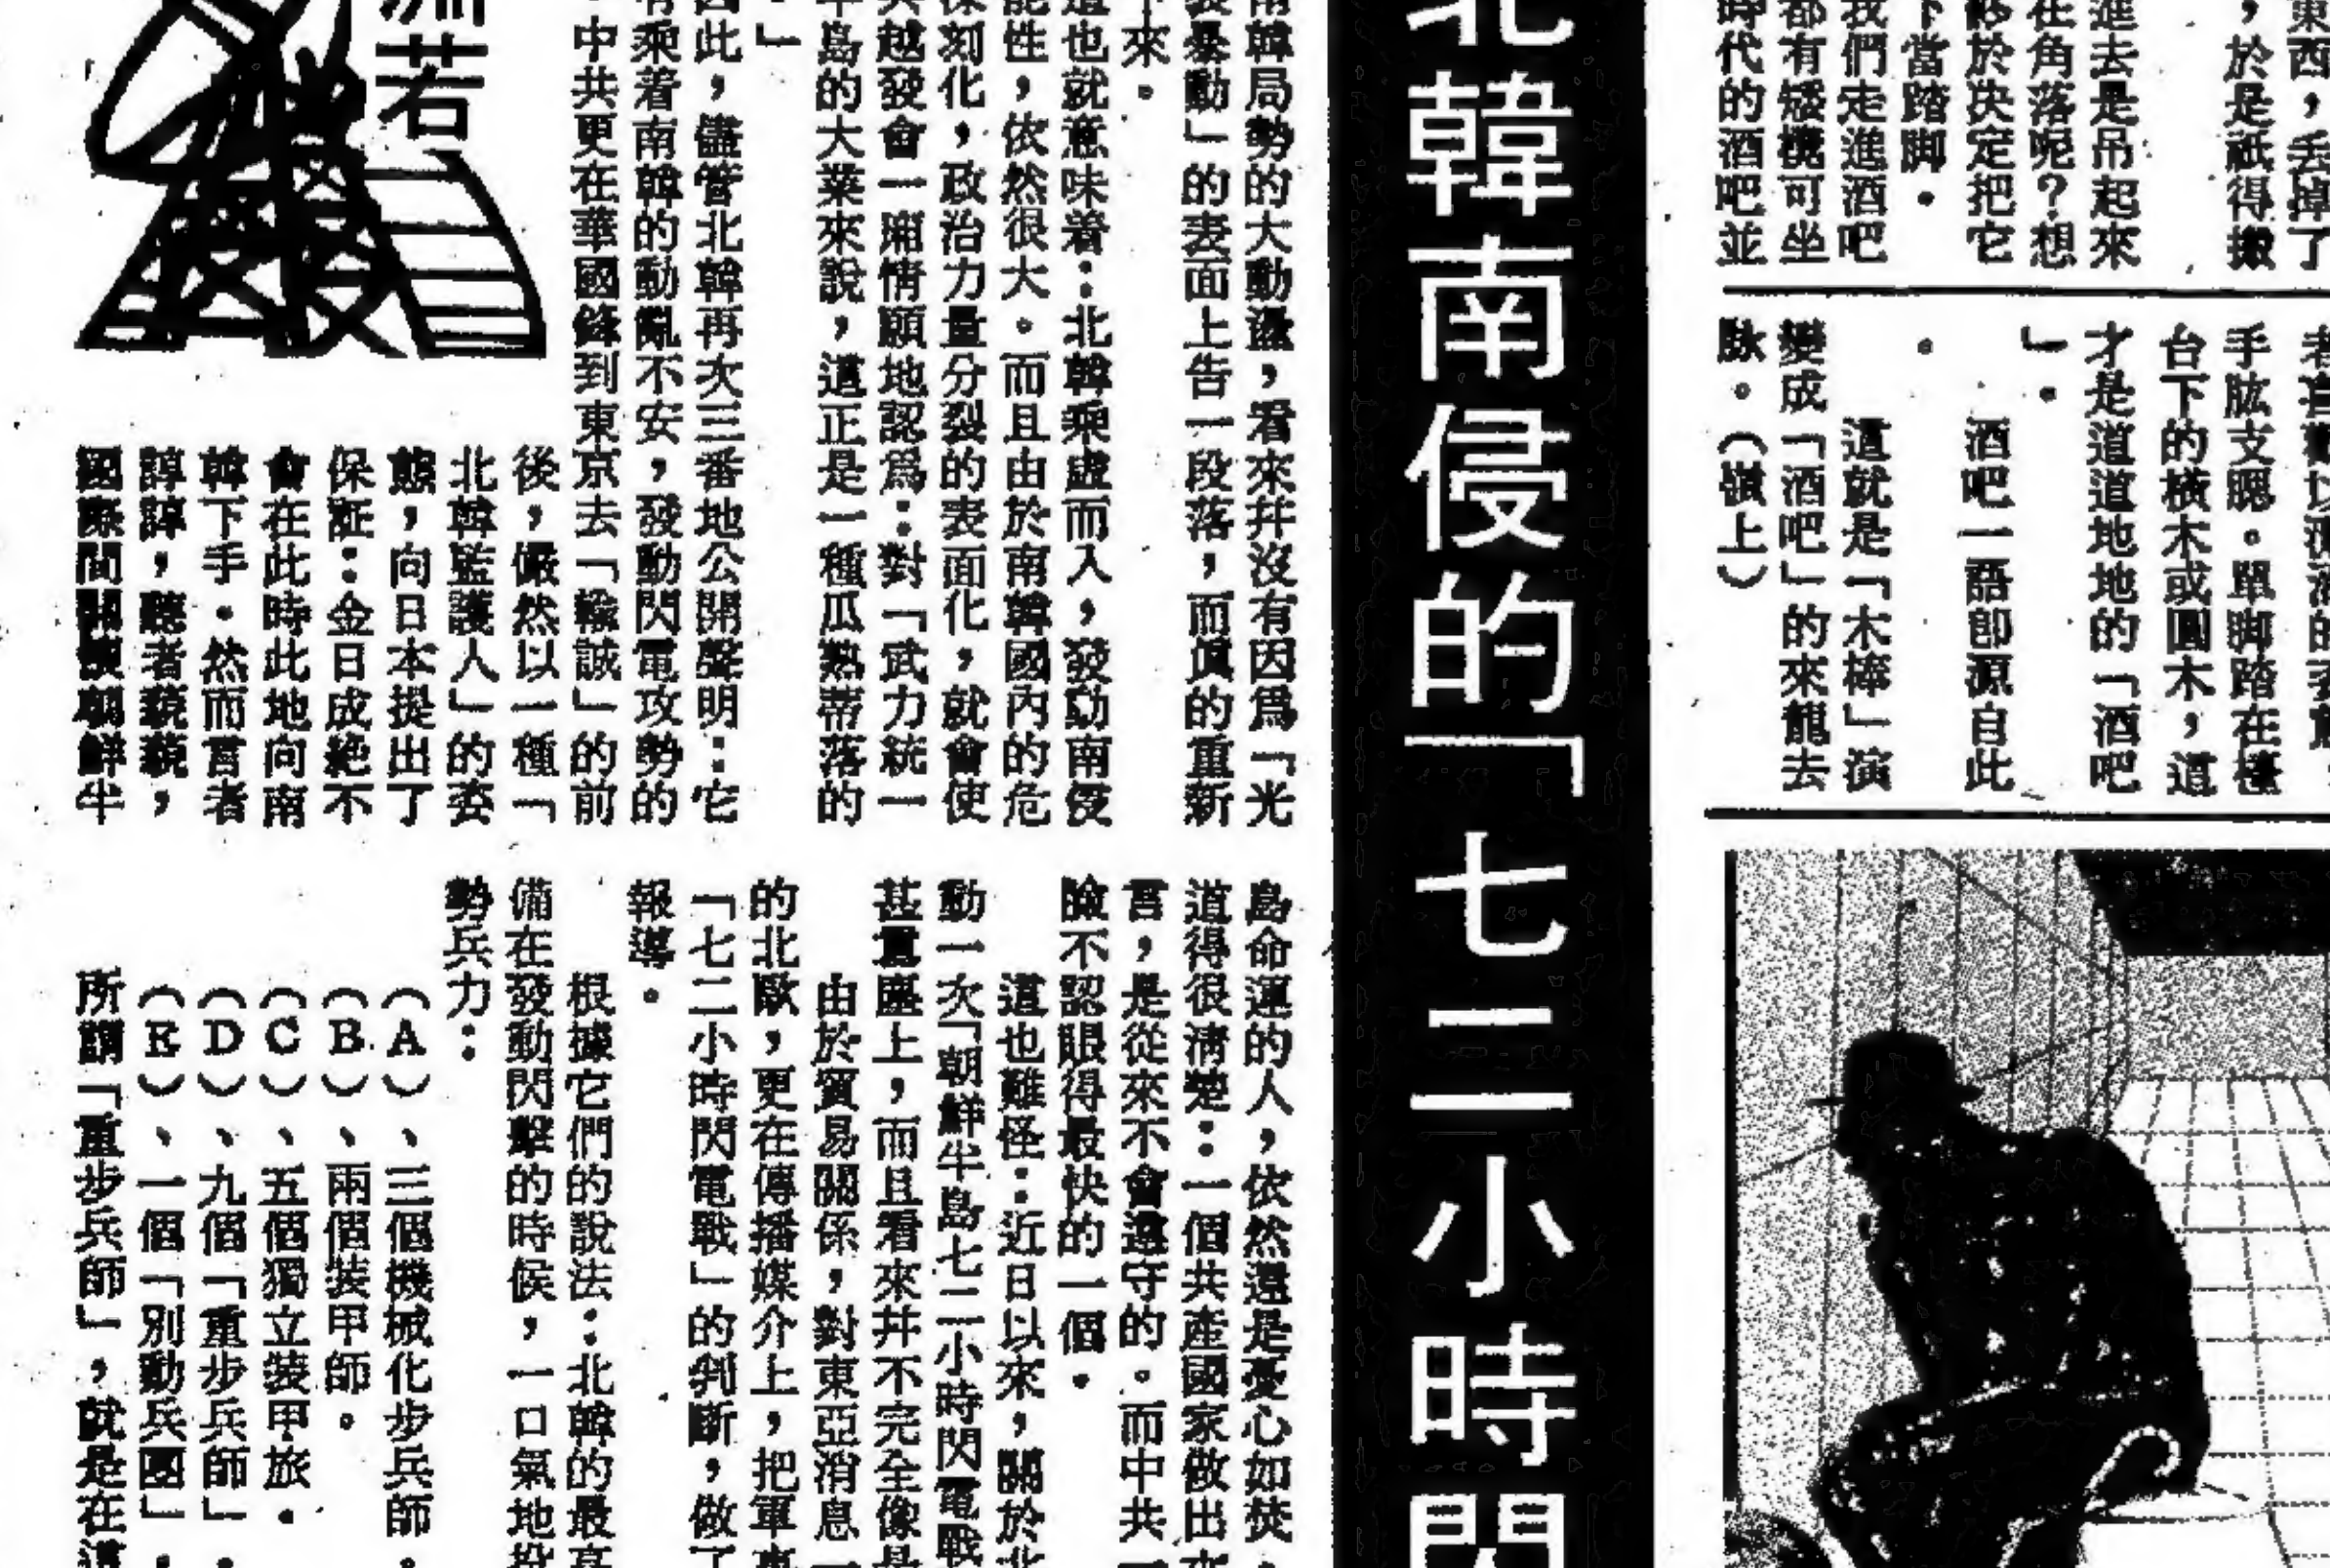 東西，丢掉了
，於是祇得撳
進去是吊起來
在角落呢？想
移於決定把它
下當踏脚。
我們走進酒吧
都有矮櫈可坐
時代的酒吧並
手肱支腮。單脚踏在檯
台下的橫木或圓木，這
才是道道地地的「酒吧
」。
酒吧一語卽源自此
。
這就是「木棒」演
變成「酒吧」的來龍去
脉。（嶺上）
北韓南侵的「七二小時閃
南韓局勢的大動盪，看來幷沒有因爲「光
暴動」的表面上告一段落，而眞的重新
下來。
這也就意味着：北韓乘虛而入，發動南侵
能性，依然很大。而且由於南韓國內的危
深刻化，政治力量分裂的表面化，就會使
越發會一廂情願地認爲：對「武力統一
半島的大業來說，這正是一種瓜熟蒂落的
。」
因此，儘管北韓再次三番地公開聲明：它
有乘着南韓的動亂不安，發動閃電攻勢的
中共更在華國鋒到東京去「輸誠」的前
後，儼然以一種「
北韓監護人」的姿
態，向日本提出了
保証：金日成絶不
會在此時此地向南
韓下手。然而言者
諄諄，聽者藐藐，
國際間關懷朝鮮半
島命運的人，依然還是憂心如焚。
道得很淸楚：一個共產國家做出
言，是從來不會遵守的。而中共
險不認眼得最快的一個。
這也難怪：近日以來，關於北
動一次「朝鮮半島七二小時閃電戰
甚囂塵上，而且看來幷不完全像是
由於貿易關係，對東亞消息一
的北歐，更在傳播媒介上，把軍事
「七二小時閃電戰」的判斷，做了
報導。
根據它們的說法：北韓的最高
備在發動閃擊的時候，一口氣地投
勢兵力：
（A）、三個機械化步兵師。
（B）、兩個裝甲師。
（C）、五個獨立裝甲旅。
（D）、九個「重步兵師」。
（E）、一個「別動兵團」。
所謂「重步兵師」，就是在這
若